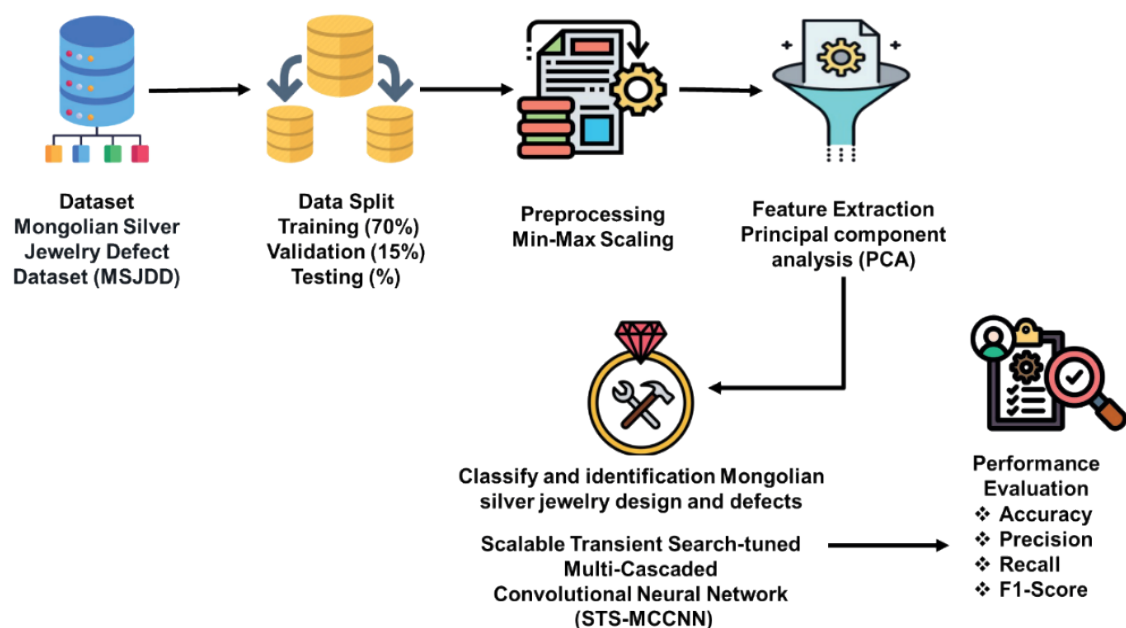 Dataset
Mongolian Silver
Jewelry Defect
Dataset (MSJDD)
Data Split
Training (70%)
Validation (15%)
Testing (%)
Preprocessing
Min-Max Scaling
Feature Extraction
Principal component
analysis (PCA)
Classify and identification Mongolian
silver jewelry design and defects
Scalable Transient Search-tuned
Multi-Cascaded
Convolutional Neural Network
(STS-MCCNN)
Performance
Evaluation
❖ Accuracy
❖ Precision
❖ Recall
❖ F1-Score